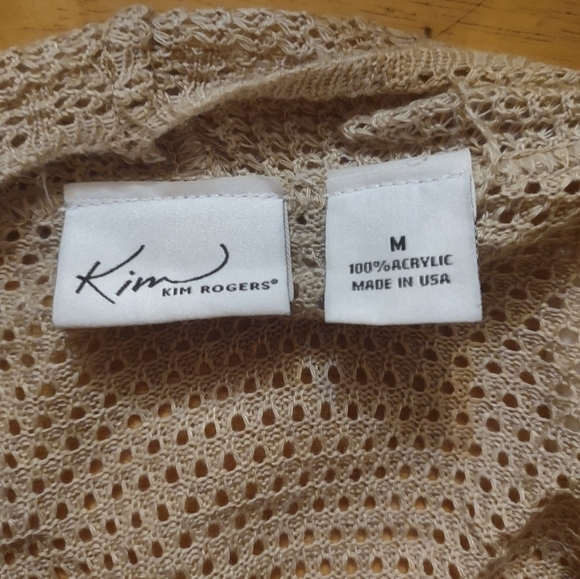 Kim
KIM ROGERS®
M
100% ACRYLIC
MADE IN USA